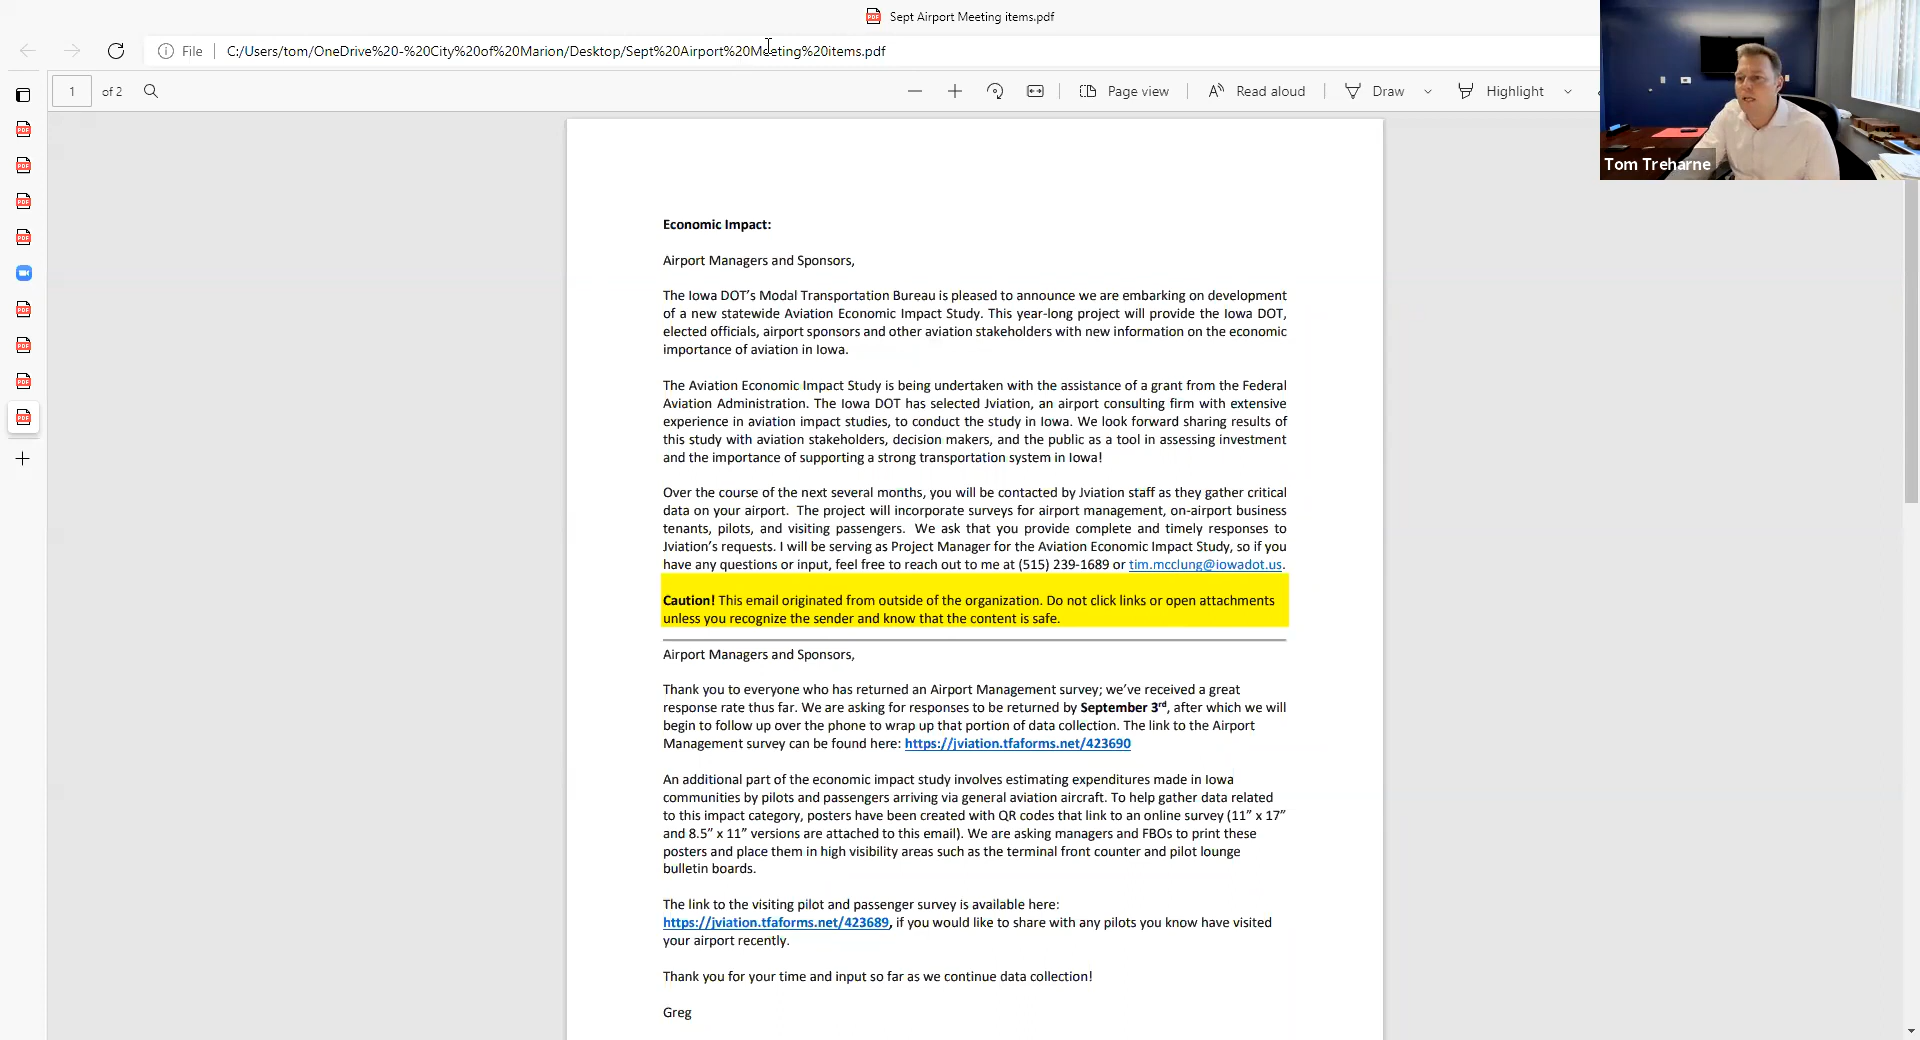 Sept Airport Meeting items.pdf
File
C:/Users/tom/OneDrive%20-%20City%20of%20Marion/Desktop/Sept%20Airport%20Meeting%20items.pdf
1 of 2
Page view
Read aloud
Draw
Highlight
Tom Treharne
Economic Impact:
Airport Managers and Sponsors,
The Iowa DOT’s Modal Transportation Bureau is pleased to announce we are embarking on development
of a new statewide Aviation Economic Impact Study. This year-long project will provide the Iowa DOT,
elected officials, airport sponsors and other aviation stakeholders with new information on the economic
importance of aviation in Iowa.
The Aviation Economic Impact Study is being undertaken with the assistance of a grant from the Federal
Aviation Administration. The Iowa DOT has selected Jviation, an airport consulting firm with extensive
experience in aviation impact studies, to conduct the study in Iowa. We look forward sharing results of
this study with aviation stakeholders, decision makers, and the public as a tool in assessing investment
and the importance of supporting a strong transportation system in Iowa!
Over the course of the next several months, you will be contacted by Jviation staff as they gather critical
data on your airport. The project will incorporate surveys for airport management, on-airport business
tenants, pilots, and visiting passengers. We ask that you provide complete and timely responses to
Jviation’s requests. I will be serving as Project Manager for the Aviation Economic Impact Study, so if you
have any questions or input, feel free to reach out to me at (515) 239-1689 or tim.mcclung@iowadot.us.
Caution! This email originated from outside of the organization. Do not click links or open attachments
unless you recognize the sender and know that the content is safe.
Airport Managers and Sponsors,
Thank you to everyone who has returned an Airport Management survey; we’ve received a great
response rate thus far. We are asking for responses to be returned by September 3rd, after which we will
begin to follow up over the phone to wrap up that portion of data collection. The link to the Airport
Management survey can be found here: https://jviation.tfaforms.net/423690
An additional part of the economic impact study involves estimating expenditures made in Iowa
communities by pilots and passengers arriving via general aviation aircraft. To help gather data related
to this impact category, posters have been created with QR codes that link to an online survey (11” x 17”
and 8.5” x 11” versions are attached to this email). We are asking managers and FBOs to print these
posters and place them in high visibility areas such as the terminal front counter and pilot lounge
bulletin boards.
The link to the visiting pilot and passenger survey is available here:
https://jviation.tfaforms.net/423689, if you would like to share with any pilots you know have visited
your airport recently.
Thank you for your time and input so far as we continue data collection!
Greg